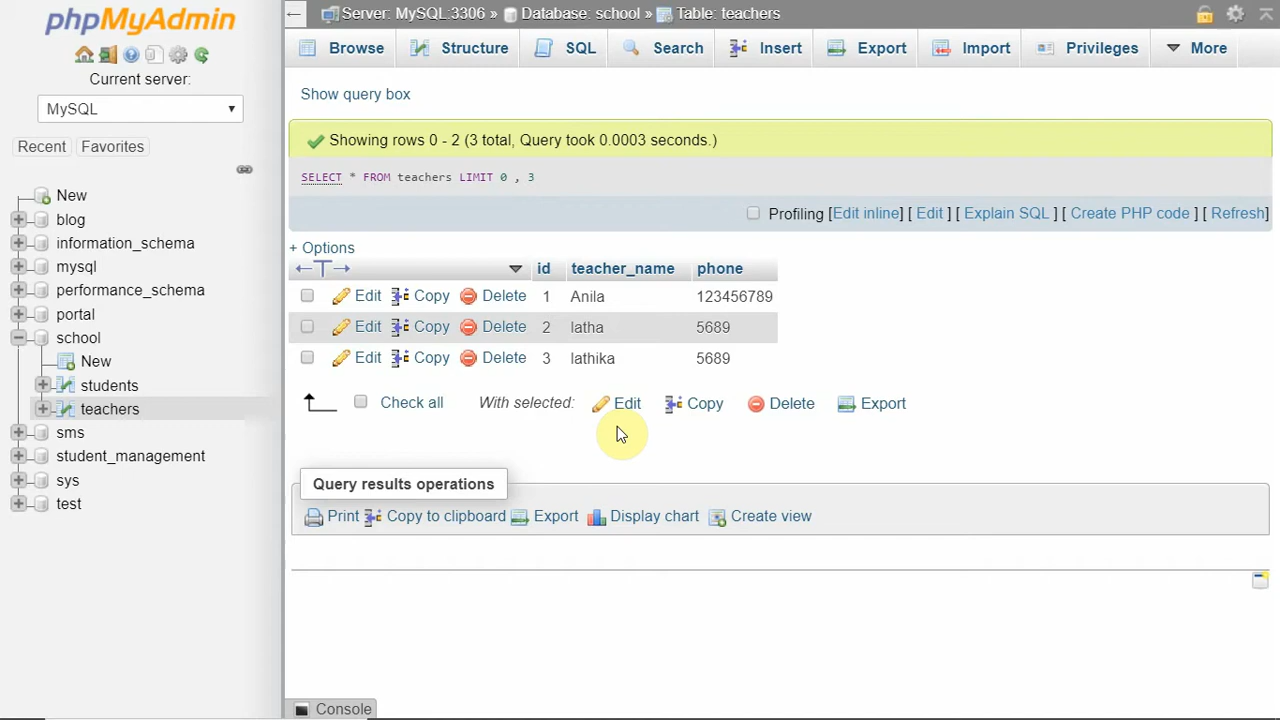 phpMyAdmin
Current server:
MySQL
Recent Favorites
New
blog
information_schema
mysql
performance_schema
portal
school
New
students
teachers
sms
student_management
sys
test
Server: MySQL:3306 » Database: school » Table: teachers
Browse Structure SQL Search Insert Export Import Privileges More
Show query box
Showing rows 0 - 2 (3 total, Query took 0.0003 seconds.)
SELECT * FROM teachers LIMIT 0 , 3
Profiling [Edit inline] [ Edit ] [ Explain SQL ] [ Create PHP code ] [ Refresh]
+ Options
id teacher_name phone
Edit Copy Delete 1 Anila 123456789
Edit Copy Delete 2 latha 5689
Edit Copy Delete 3 lathika 5689
Check all With selected: Edit Copy Delete Export
Query results operations
Print Copy to clipboard Export Display chart Create view
Console